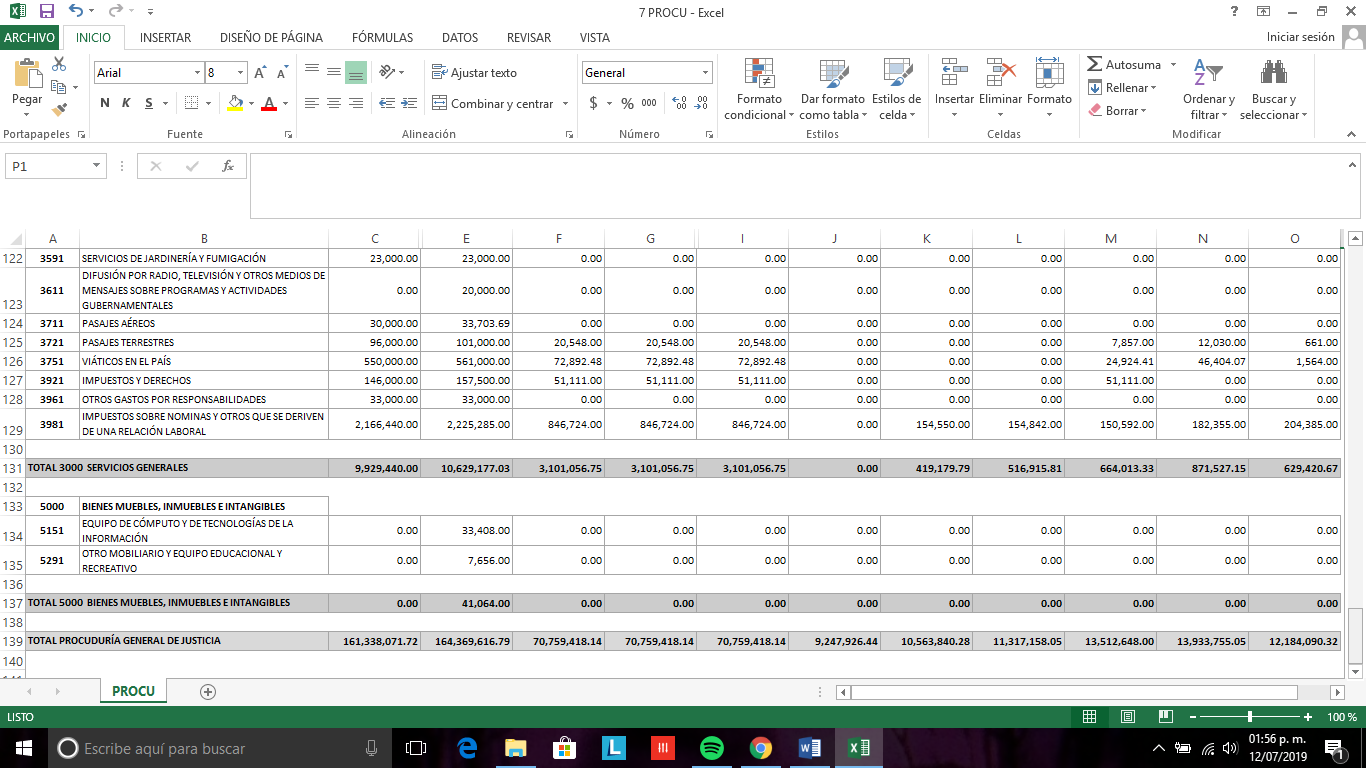 7 PROCU - Excel
ARCHIVO INICIO INSERTAR DISEÑO DE PÁGINA FÓRMULAS DATOS REVISAR VISTA Iniciar sesión
Arial 8 Ajustar texto General Autosuma
Pegar N K S Combinar y centrar $ % 000 Formato condicional Dar formato como tabla Estilos de celda Insertar Eliminar Formato Rellenar Borrar Ordenar y filtrar Buscar y seleccionar
Portapapeles Fuente Alineación Número Estilos Celdas Modificar
P1 fx
A B C E F G I J K L M N O
122 3591 SERVICIOS DE JARDINERÍA Y FUMIGACIÓN 23,000.00 23,000.00 0.00 0.00 0.00 0.00 0.00 0.00 0.00 0.00 0.00
DIFUSIÓN POR RADIO, TELEVISIÓN Y OTROS MEDIOS DE
3611 MENSAJES SOBRE PROGRAMAS Y ACTIVIDADES 0.00 20,000.00 0.00 0.00 0.00 0.00 0.00 0.00 0.00 0.00 0.00
123 GUBERNAMENTALES
124 3711 PASAJES AÉREOS 30,000.00 33,703.69 0.00 0.00 0.00 0.00 0.00 0.00 0.00 0.00 0.00
125 3721 PASAJES TERRESTRES 96,000.00 101,000.00 20,548.00 20,548.00 20,548.00 0.00 0.00 0.00 7,857.00 12,030.00 661.00
126 3751 VIÁTICOS EN EL PAÍS 550,000.00 561,000.00 72,892.48 72,892.48 72,892.48 0.00 0.00 0.00 24,924.41 46,404.07 1,564.00
127 3921 IMPUESTOS Y DERECHOS 146,000.00 157,500.00 51,111.00 51,111.00 51,111.00 0.00 0.00 0.00 51,111.00 0.00 0.00
128 3961 OTROS GASTOS POR RESPONSABILIDADES 33,000.00 33,000.00 0.00 0.00 0.00 0.00 0.00 0.00 0.00 0.00 0.00
IMPUESTOS SOBRE NOMINAS Y OTROS QUE SE DERIVEN
129 3981 DE UNA RELACIÓN LABORAL 2,166,440.00 2,225,285.00 846,724.00 846,724.00 846,724.00 0.00 154,550.00 154,842.00 150,592.00 182,355.00 204,385.00
130
131 TOTAL 3000 SERVICIOS GENERALES 9,929,440.00 10,629,177.03 3,101,056.75 3,101,056.75 3,101,056.75 0.00 419,179.79 516,915.81 664,013.33 871,527.15 629,420.67
132
133 5000 BIENES MUEBLES, INMUEBLES E INTANGIBLES
EQUIPO DE CÓMPUTO Y DE TECNOLOGÍAS DE LA
134 5151 INFORMACIÓN 0.00 33,408.00 0.00 0.00 0.00 0.00 0.00 0.00 0.00 0.00 0.00
OTRO MOBILIARIO Y EQUIPO EDUCACIONAL Y
135 5291 RECREATIVO 0.00 7,656.00 0.00 0.00 0.00 0.00 0.00 0.00 0.00 0.00 0.00
136
137 TOTAL 5000 BIENES MUEBLES, INMUEBLES E INTANGIBLES 0.00 41,064.00 0.00 0.00 0.00 0.00 0.00 0.00 0.00 0.00 0.00
138
139 TOTAL PROCUDURÍA GENERAL DE JUSTICIA 161,338,071.72 164,369,616.79 70,759,418.14 70,759,418.14 70,759,418.14 9,247,926.44 10,563,840.28 11,317,158.05 13,512,648.00 13,933,755.05 12,184,090.32
140
PROCU
LISTO 100 %
Escribe aquí para buscar 01:56 p. m.
12/07/2019 1